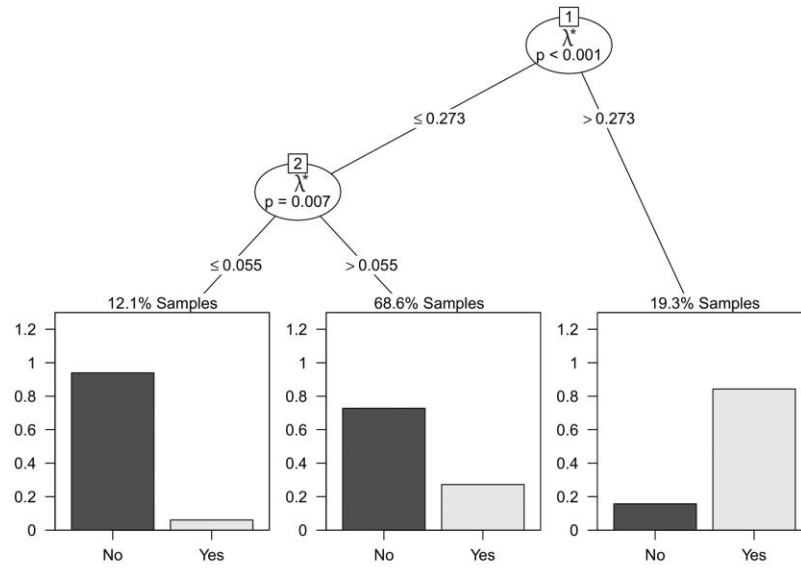 1
λ*
p < 0.001
≤ 0.273
> 0.273
2
λ*
p = 0.007
≤ 0.055
> 0.055
12.1% Samples
1.2
1
0.8
0.6
0.4
0.2
0
No Yes
68.6% Samples
1.2
1
0.8
0.6
0.4
0.2
0
No Yes
19.3% Samples
1.2
1
0.8
0.6
0.4
0.2
0
No Yes